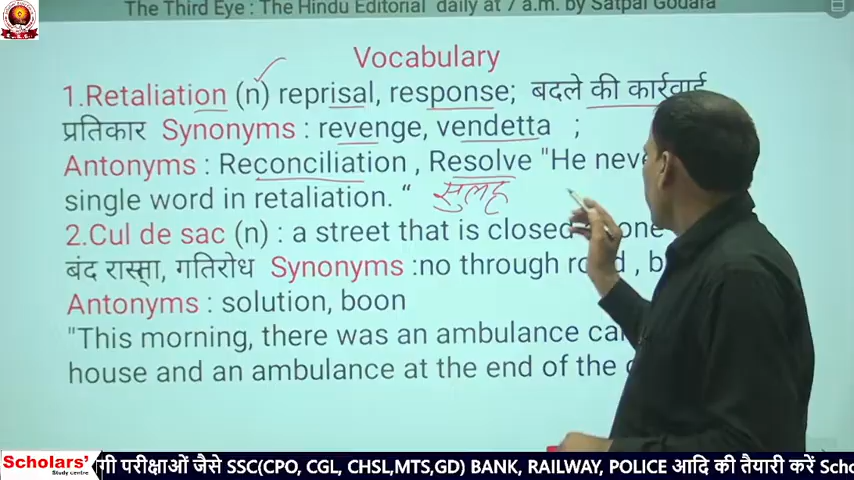 The Third Eye : The Hindu Editorial daily at 7 a.m. by Satpal Godara
Vocabulary
1.Retaliation (n) reprisal, response; बदले की कार्रवाई
प्रतिकार Synonyms : revenge, vendetta ;
Antonyms : Reconciliation , Resolve "He
single word in retaliation. “ सुलह
2.Cul de sac (n) : a street that is closed
बंद रास्ता, गतिरोध Synonyms :no through
Antonyms : solution, boon
"This morning, there was an ambulance
house and an ambulance at the end of the
Scholars’
Study centre
परीक्षाओं जैसे SSC(CPO, CGL, CHSL,MTS,GD) BANK, RAILWAY, POLICE आदि की तैयारी करें